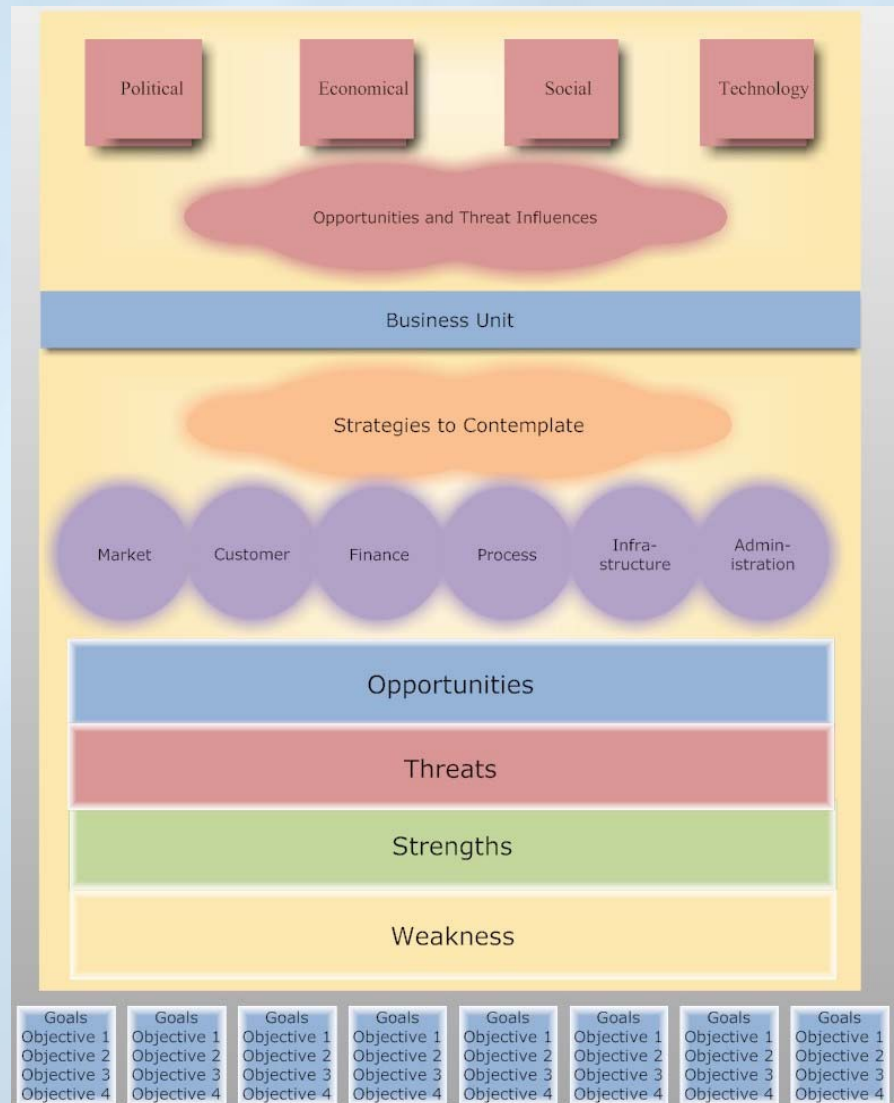 Political
Economical
Social
Technology
Opportunities and Threat Influences
Business Unit
Strategies to Contemplate
Market
Customer
Finance
Process
Infra-
structure
Admin-
istration
Opportunities
Threats
Strengths
Weakness
Goals
Objective 1
Objective 2
Objective 3
Objective 4
Goals
Objective 1
Objective 2
Objective 3
Objective 4
Goals
Objective 1
Objective 2
Objective 3
Objective 4
Goals
Objective 1
Objective 2
Objective 3
Objective 4
Goals
Objective 1
Objective 2
Objective 3
Objective 4
Goals
Objective 1
Objective 2
Objective 3
Objective 4
Goals
Objective 1
Objective 2
Objective 3
Objective 4
Goals
Objective 1
Objective 2
Objective 3
Objective 4